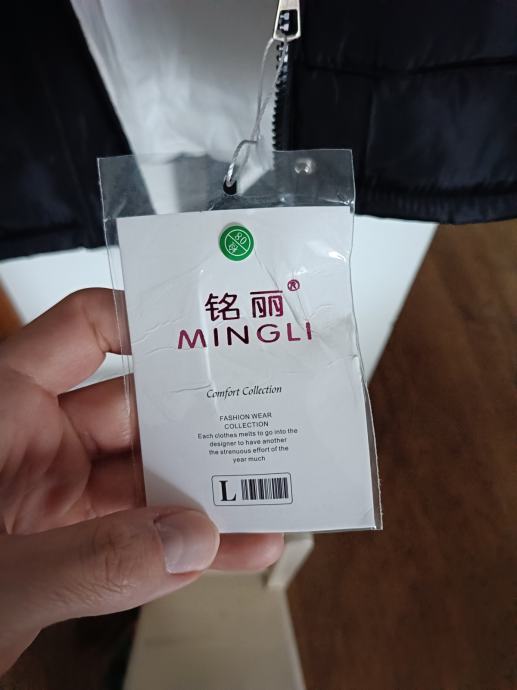 铭丽®
MINGLI
Comfort Collection
FASHION WEAR
COLLECTION
Each clothes melts to go into the
designer to have another
the strenuous effort of the
year much
L